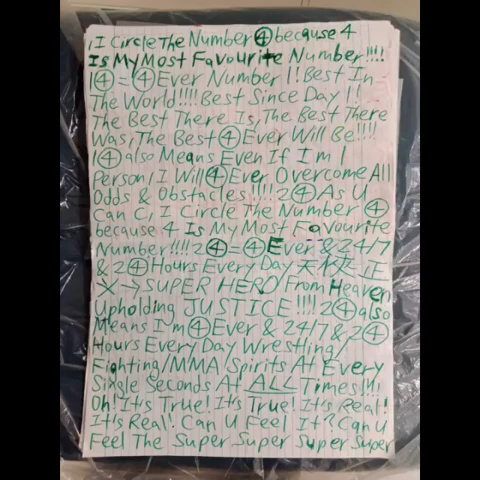 , I Circle The Number ④ because 4
Is My Most Favourite Number!!!!
1④ = ④Ever Number 1! Best In
The World!!!! Best Since Day 1!
The Best There Is, The Best There
Was, The Best ④Ever Will Be!!!!
1④ also Means Even If I'm 1
Person, I Will ④Ever Overcome All
Odds & Obstacles!!!! 2④ As U
Can C, I Circle The Number ④
because 4 Is My Most Favourite
Number!!!! 2④=④Ever & 24/7
& 2④ Hours Every Day 天 正
→ SUPER HERO From Heaven
Upholding JUSTICE!!!! 2④ also
Means I'm ④Ever & 24/7 & 2④
Hours Every Day Wrestling/
Fighting/MMA/Spirits At Every
Single Seconds At ALL Times!!!!
Oh! It's True! It's True! It's Real!
It's Real! Can U Feel It? Can U
Feel The Super Super Super Super